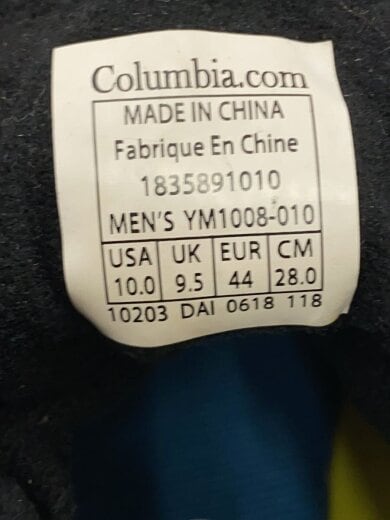 Columbia.com
MADE IN CHINA
Fabrique En Chine
1835891010
MEN'S YM1008-010
USA UK EUR CM
10.0 9.5 44 28.0
10203 DAI 0618 118